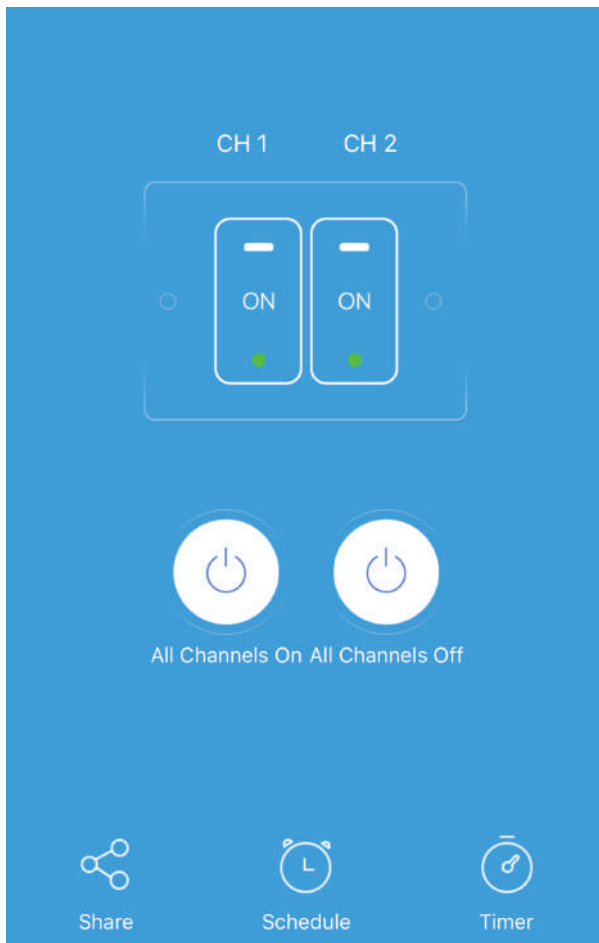 CH 1 CH 2
ON ON
All Channels On All Channels Off
Share Schedule Timer